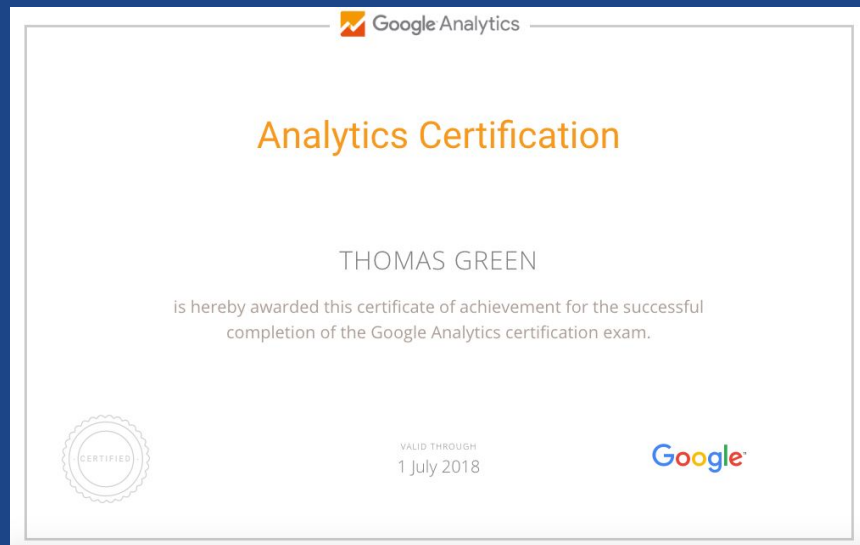 Google Analytics
Analytics Certification
THOMAS GREEN
is hereby awarded this certificate of achievement for the successful
completion of the Google Analytics certification exam.
CERTIFIED
VALID THROUGH
1 July 2018
Google™